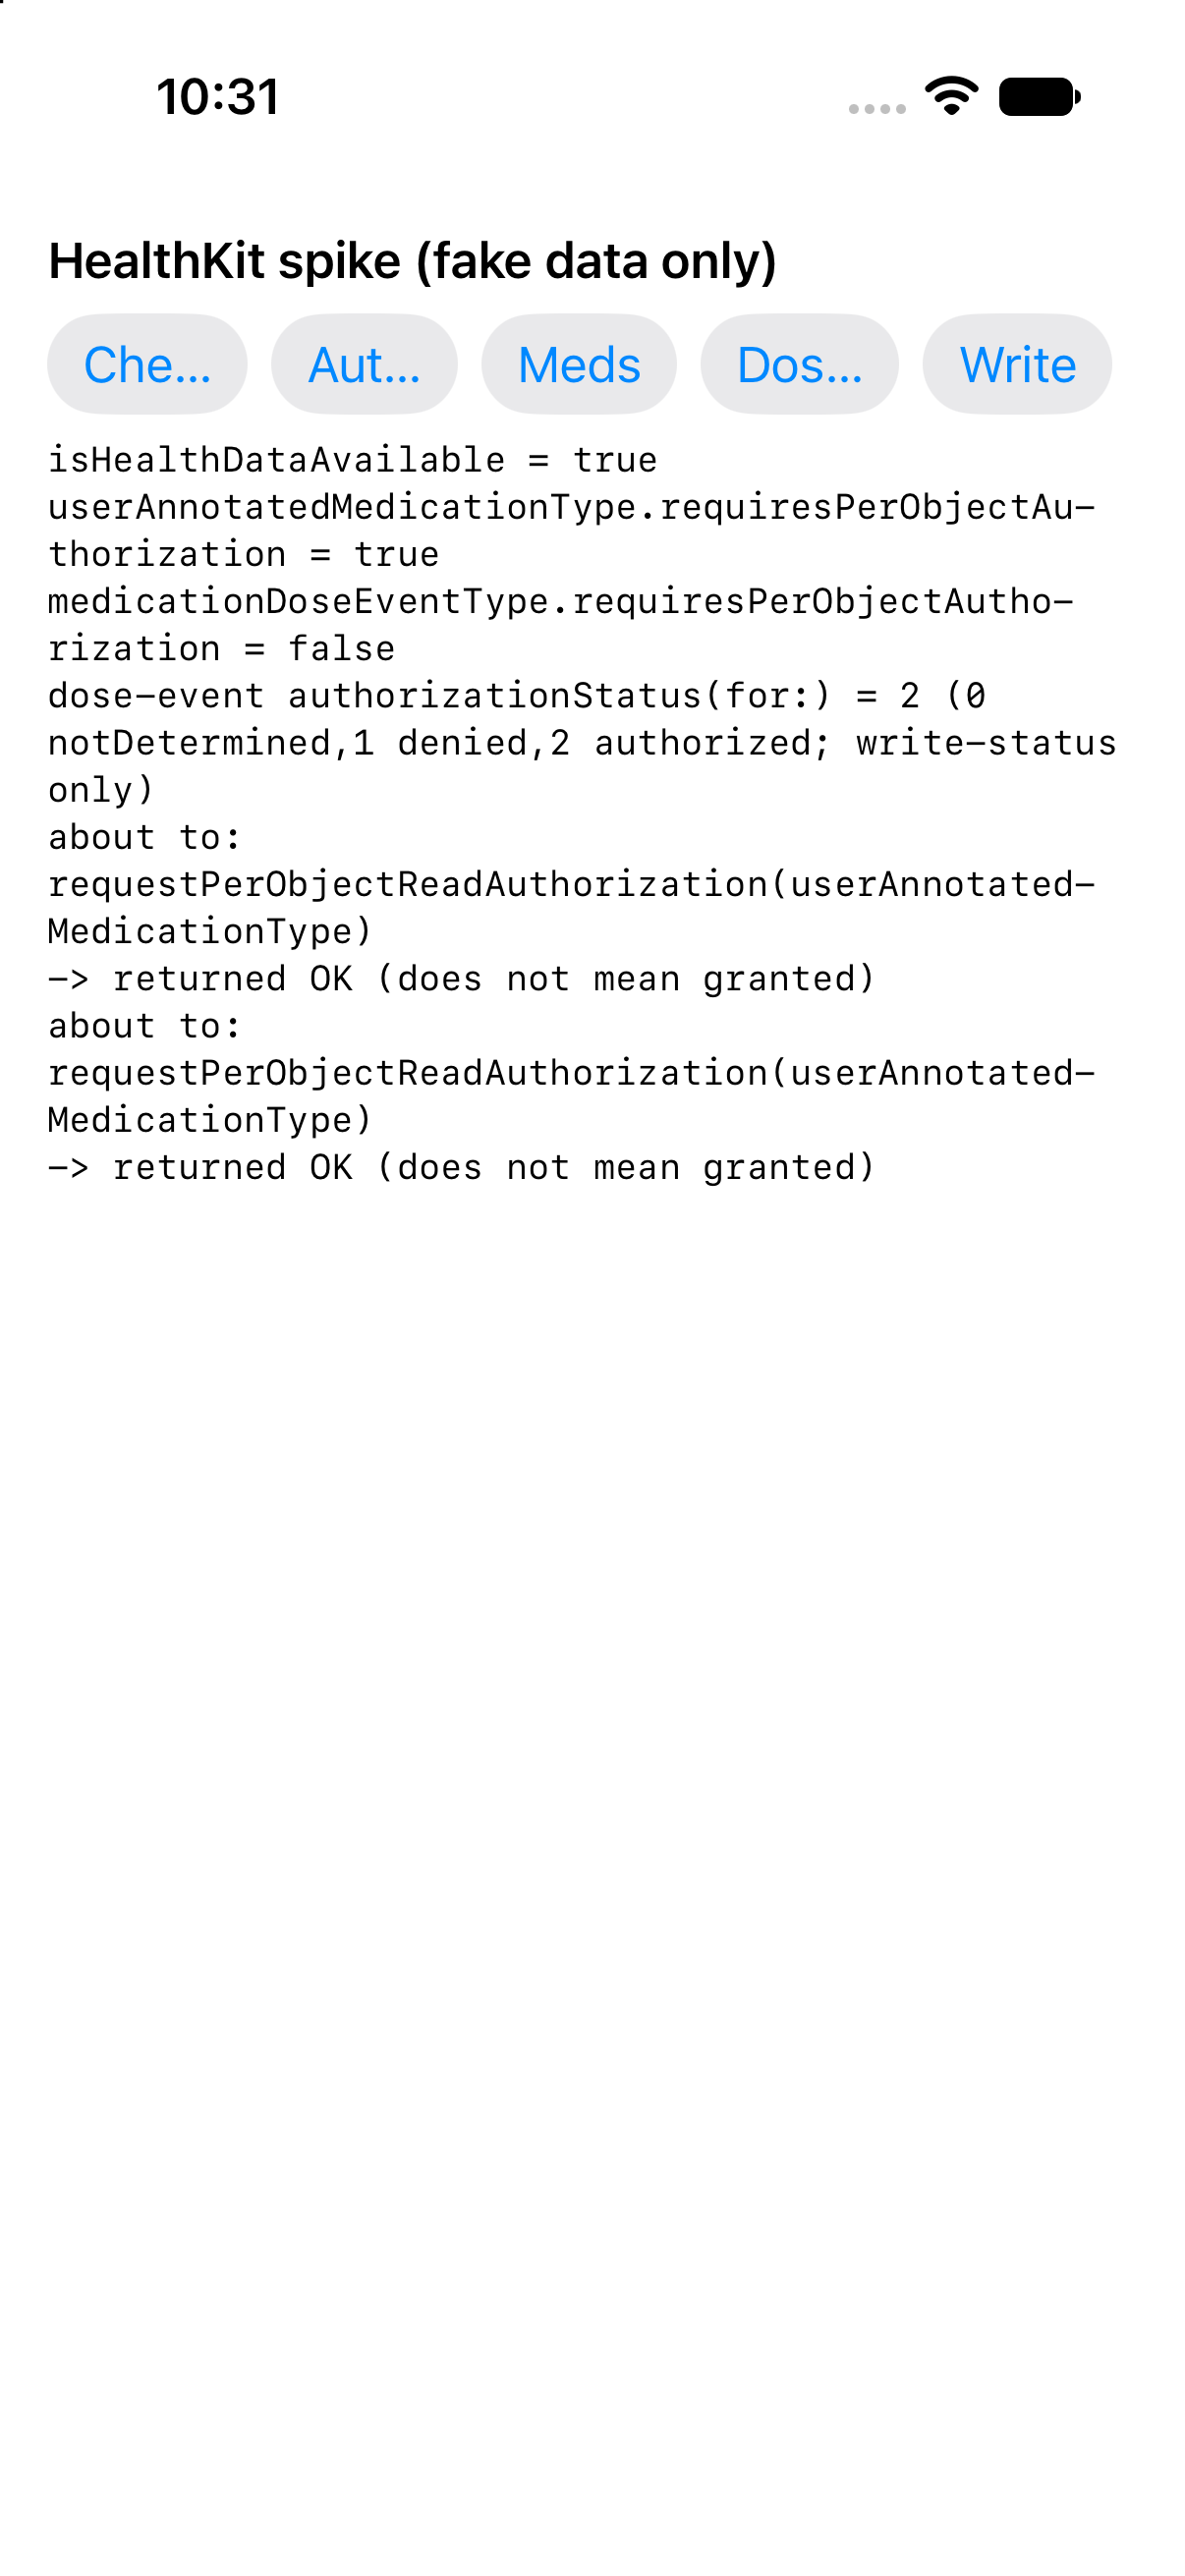 10:31
HealthKit spike (fake data only)
Che... Aut... Meds Dos... Write
isHealthDataAvailable = true
userAnnotatedMedicationType.requiresPerObjectAu-
thorization = true
medicationDoseEventType.requiresPerObjectAutho-
rization = false
dose-event authorizationStatus(for:) = 2 (0
notDetermined,1 denied,2 authorized; write-status
only)
about to:
requestPerObjectReadAuthorization(userAnnotated-
MedicationType)
-> returned OK (does not mean granted)
about to:
requestPerObjectReadAuthorization(userAnnotated-
MedicationType)
-> returned OK (does not mean granted)